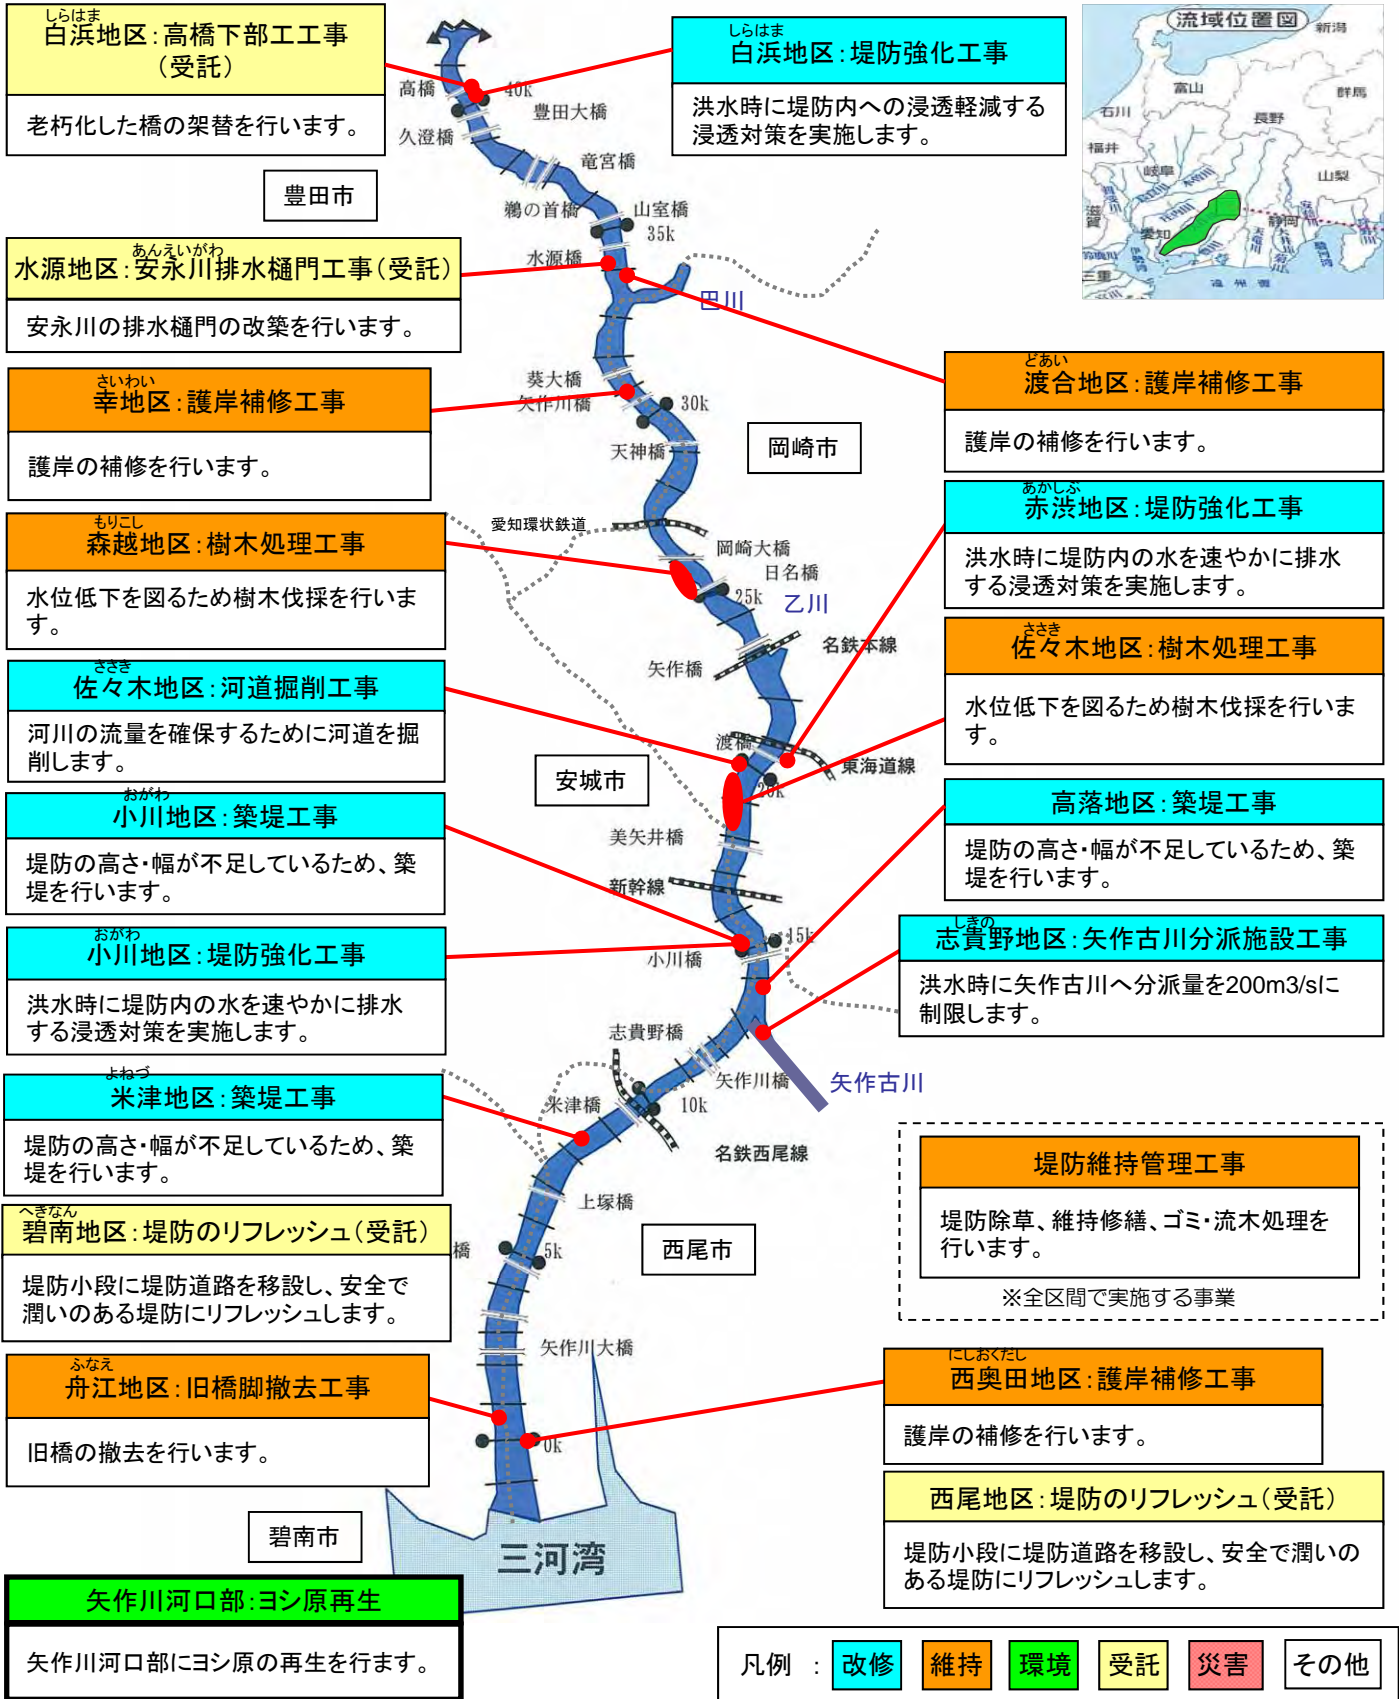 しらはま
白浜地区：高橋下部工工事
（受託）
老朽化した橋の架替を行います。
しらはま
白浜地区：堤防強化工事
洪水時に堤防内への浸透軽減する
浸透対策を実施します。
流域位置図
新潟
富山
群馬
石川
長野
福井
岐阜
山梨
滋賀
愛知
静岡
三重
高橋
40k
豊田大橋
久澄橋
竜宮橋
豊田市
鵜の首橋
山室橋
35k
水源橋
巴川
あんえいがわ
水源地区：安永川排水樋門工事（受託）
安永川の排水樋門の改築を行います。
さいわい
幸地区：護岸補修工事
護岸の補修を行います。
葵大橋
矢作川橋
30k
天神橋
岡崎市
どあい
渡合地区：護岸補修工事
護岸の補修を行います。
もりこし
森越地区：樹木処理工事
水位低下を図るため樹木伐採を行いま
す。
愛知環状鉄道
岡崎大橋
日名橋
25k
乙川
あかしぶ
赤渋地区：堤防強化工事
洪水時に堤防内の水を速やかに排水
する浸透対策を実施します。
ささき
佐々木地区：樹木処理工事
水位低下を図るため樹木伐採を行いま
す。
名鉄本線
矢作橋
ささき
佐々木地区：河道掘削工事
河川の流量を確保するために河道を掘
削します。
渡橋
東海道線
20k
安城市
おがわ
小川地区：築堤工事
堤防の高さ・幅が不足しているため、築
堤を行います。
美矢井橋
新幹線
高落地区：築堤工事
堤防の高さ・幅が不足しているため、築
堤を行います。
おがわ
小川地区：堤防強化工事
洪水時に堤防内の水を速やかに排水
する浸透対策を実施します。
15k
小川橋
しきの
志貴野地区：矢作古川分派施設工事
洪水時に矢作古川へ分派量を200m3/sに
制限します。
志貴野橋
矢作川橋
矢作古川
よねづ
米津地区：築堤工事
堤防の高さ・幅が不足しているため、築
堤を行います。
米津橋
10k
名鉄西尾線
堤防維持管理工事
堤防除草、維持修繕、ゴミ・流木処理を
行います。
※全区間で実施する事業
へきなん
碧南地区：堤防のリフレッシュ（受託）
堤防小段に堤防道路を移設し、安全で
潤いのある堤防にリフレッシュします。
上塚橋
橋
5k
西尾市
矢作川大橋
ふなえ
舟江地区：旧橋脚撤去工事
旧橋の撤去を行います。
0k
にしおくだし
西奥田地区：護岸補修工事
護岸の補修を行います。
西尾地区：堤防のリフレッシュ（受託）
堤防小段に堤防道路を移設し、安全で潤いの
ある堤防にリフレッシュします。
碧南市
三河湾
矢作川河口部：ヨシ原再生
矢作川河口部にヨシ原の再生を行ます。
凡例 ： 改修 維持 環境 受託 災害 その他